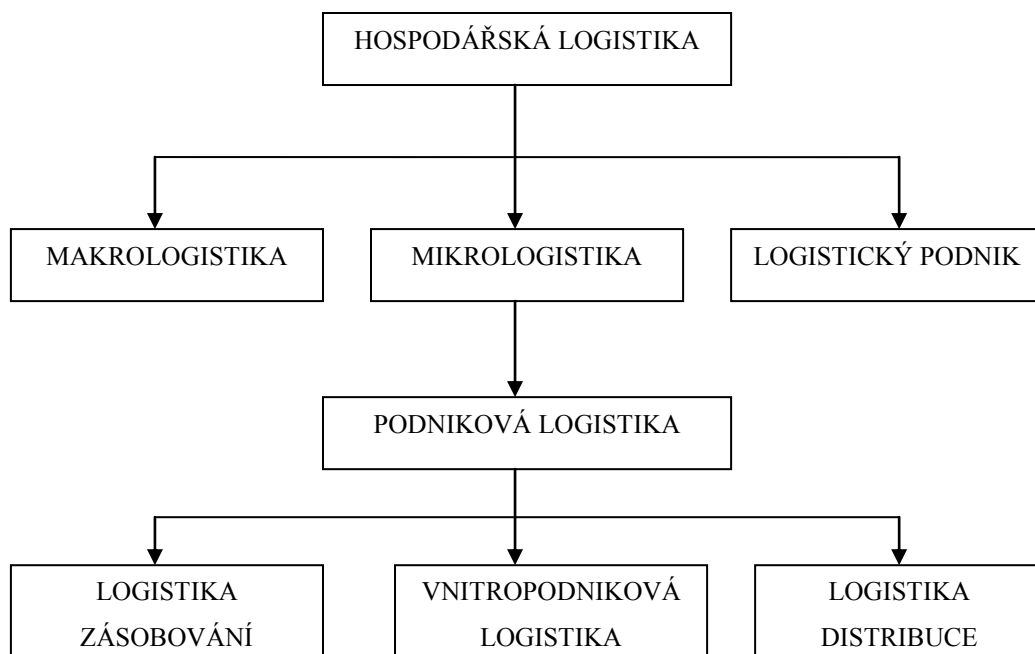 HOSPODÁŘSKÁ LOGISTIKA
MAKROLOGISTIKA
MIKROLOGISTIKA
LOGISTICKÝ PODNIK
PODNIKOVÁ LOGISTIKA
LOGISTIKA
ZÁSOBOVÁNÍ
VNITROPODNIKOVÁ
LOGISTIKA
LOGISTIKA
DISTRIBUCE